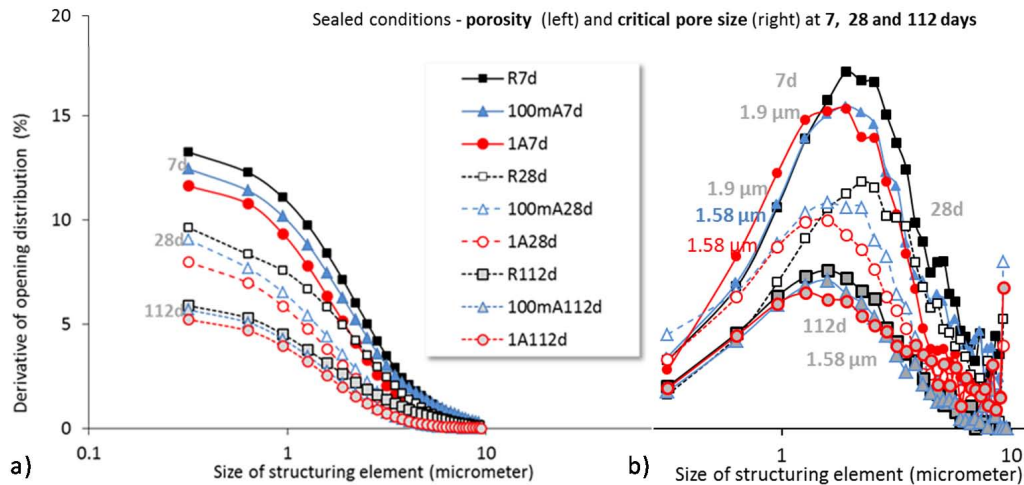 Sealed conditions - porosity (left) and critical pore size (right) at 7, 28 and 112 days
Derivative of opening distribution (%)
20
15
10
5
0
7d
28d
112d
0.1
1
10
Size of structuring element (micrometer)
a)
R7d
100mA7d
1A7d
R28d
100mA28d
1A28d
R112d
100mA112d
1A112d
7d
1.9 µm
1.9 µm
1.58 µm
1.58 µm
28d
112d
1.58 µm
1
10
Size of structuring element (micrometer)
b)